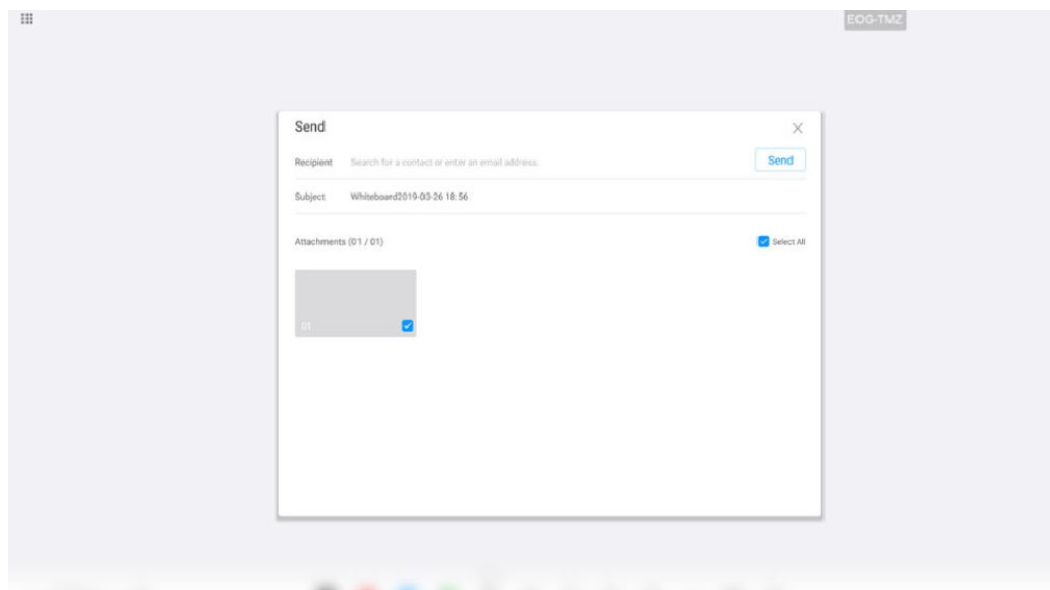 EOG-TMZ
Send
Recipient Search for a contact or enter an email address.
Send
Subject Whiteboard2019-03-26 18:56
Attachments (01 / 01)
Select All
01